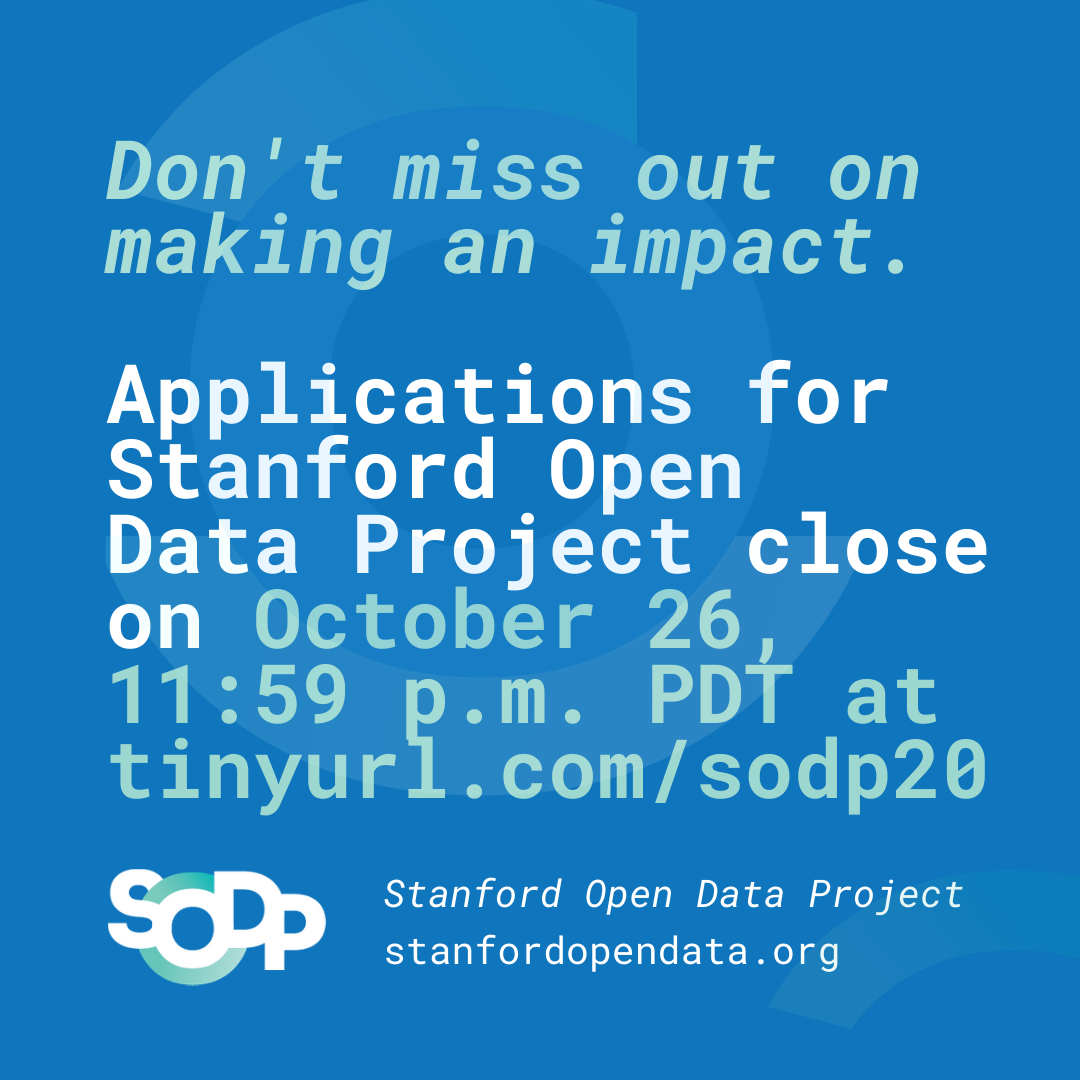 Don't miss out on
making an impact.
Applications for
Stanford Open
Data Project close
on October 26,
11:59 p.m. PDT at
tinyurl.com/sodp20
SODP
Stanford Open Data Project
stanfordopendata.org